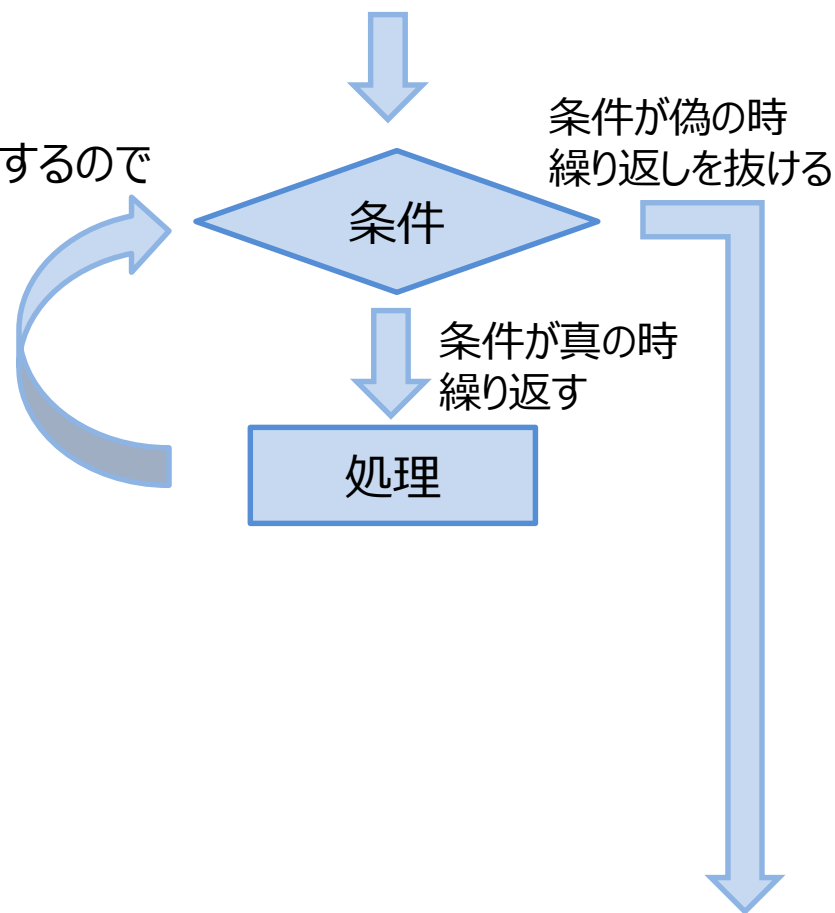 条件が偽の時
繰り返しを抜ける
するので
条件
条件が真の時
繰り返す
処理